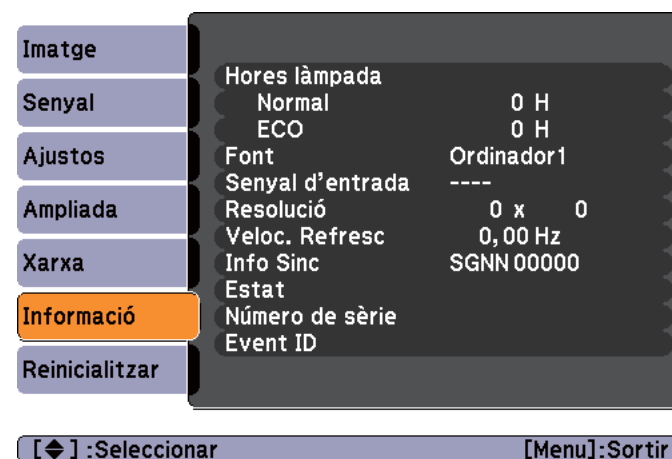 Imatge
Senyal
Ajustos
Ampliada
Xarxa
Informació
Reinicialitzar
Hores làmpada
Normal 0 H
ECO 0 H
Font Ordinador1
Senyal d'entrada ----
Resolució 0 x 0
Veloc. Refresc 0,00 Hz
Info Sinc SGNN 00000
Estat
Número de sèrie
Event ID
[◆] :Seleccionar [Menu]:Sortir